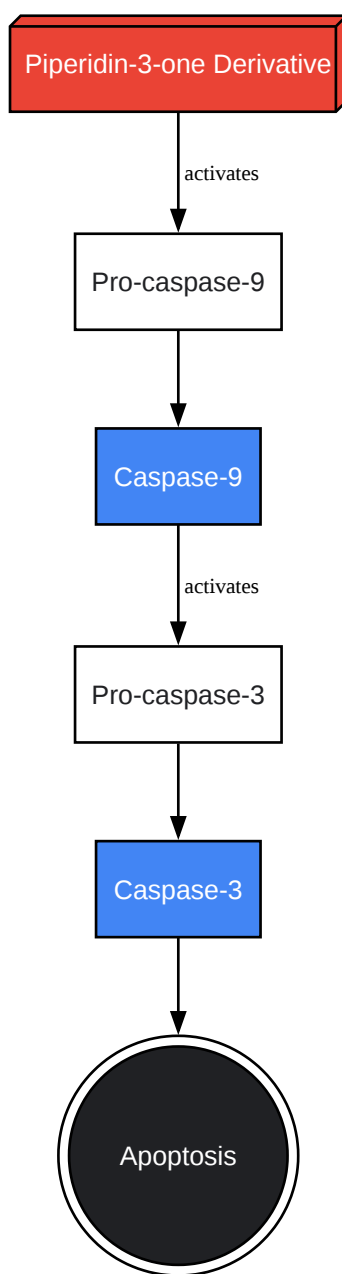 Piperidin-3-one Derivative
activates
Pro-caspase-9
Caspase-9
activates
Pro-caspase-3
Caspase-3
Apoptosis